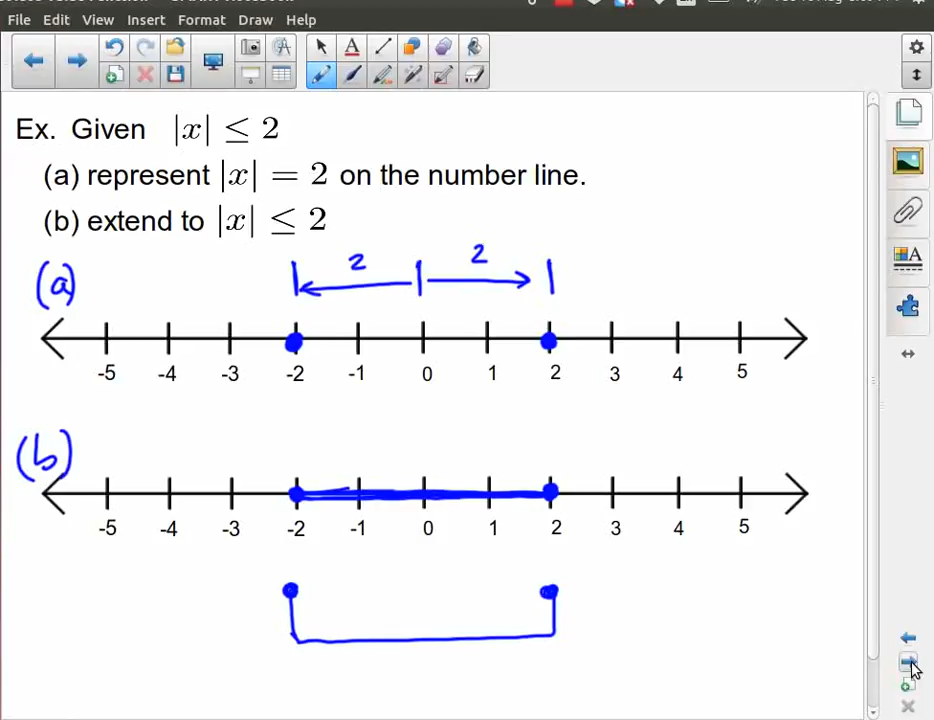 File Edit View Insert Format Draw Help
Ex. Given |x| ≤ 2
(a) represent |x| = 2 on the number line.
(b) extend to |x| ≤ 2
(a)
2 2
-5 -4 -3 -2 -1 0 1 2 3 4 5
(b)
-5 -4 -3 -2 -1 0 1 2 3 4 5